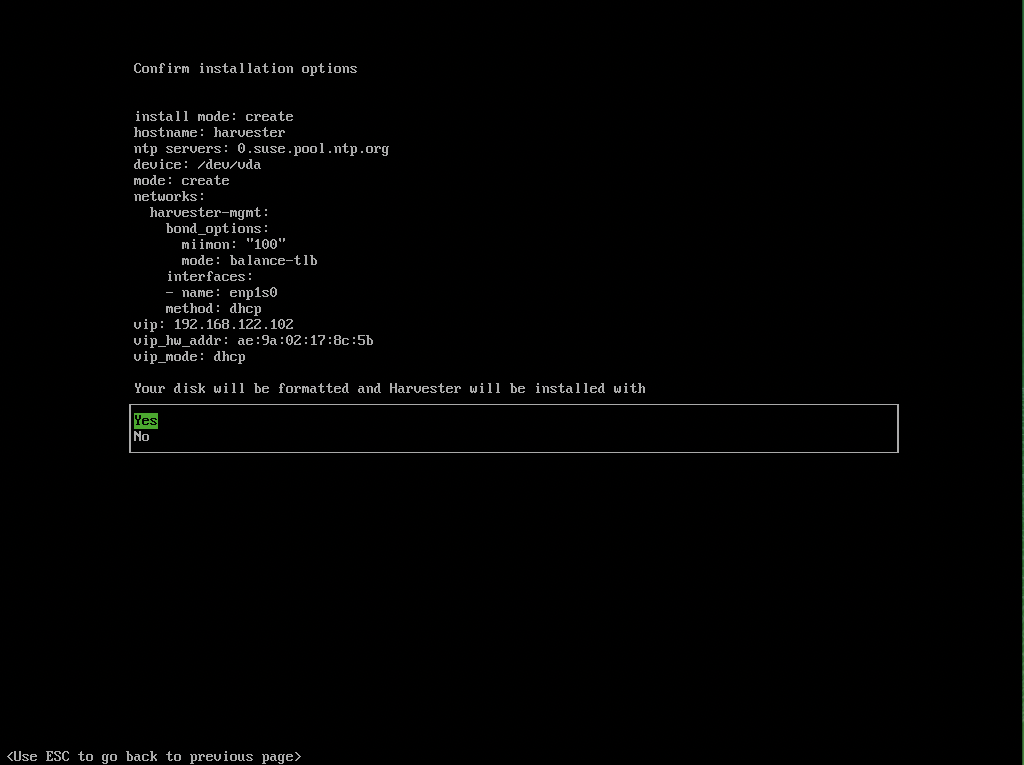 Confirm installation options
install mode: create
hostname: harvester
ntp servers: 0.suse.pool.ntp.org
device: /dev/vda
mode: create
networks:
  harvester-mgmt:
    bond_options:
      miimon: "100"
      mode: balance-tlb
    interfaces:
    - name: enp1s0
    method: dhcp
vip: 192.168.122.102
vip_hw_addr: ae:9a:02:17:8c:5b
vip_mode: dhcp
Your disk will be formatted and Harvester will be installed with
Yes
No
<Use ESC to go back to previous page>